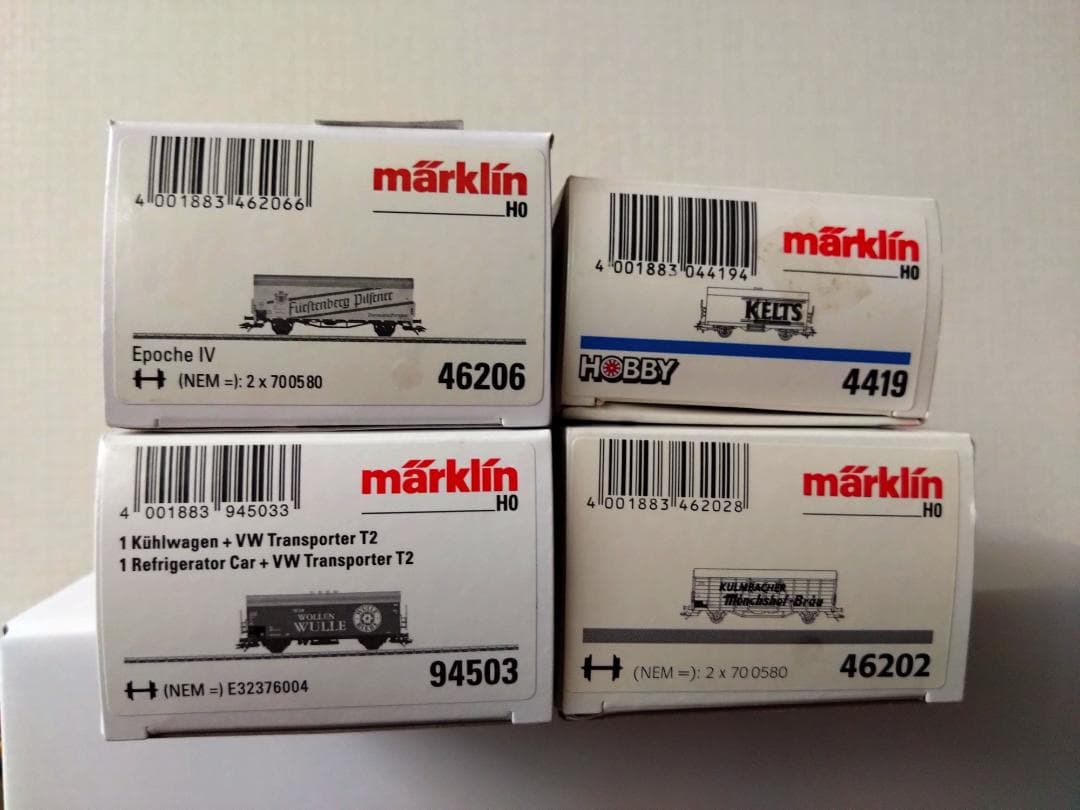 4 001883 462066
märklin
H0
Fürstenberg Pilsener
Epoche IV
(NEM =): 2 x 700580
46206
4 001883 044194
märklin
H0
KELTS
HOBBY
4419
4 001883 945033
märklin
H0
1 Kühlwagen + VW Transporter T2
1 Refrigerator Car + VW Transporter T2
WIR
WOLLEN
WULLE
(NEM =) E32376004
94503
4 001883 462028
märklin
H0
KULMBACHER
Mönchshof-Bräu
(NEM =): 2 x 700580
46202